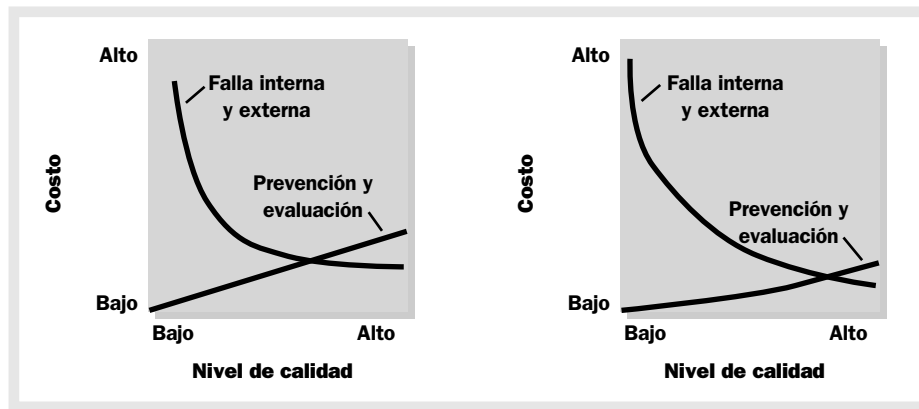 Alto
Falla interna
y externa
Costo
Prevención y
evaluación
Bajo
Bajo
Alto
Nivel de calidad
Alto
Falla interna
y externa
Costo
Prevención y
evaluación
Bajo
Bajo
Alto
Nivel de calidad